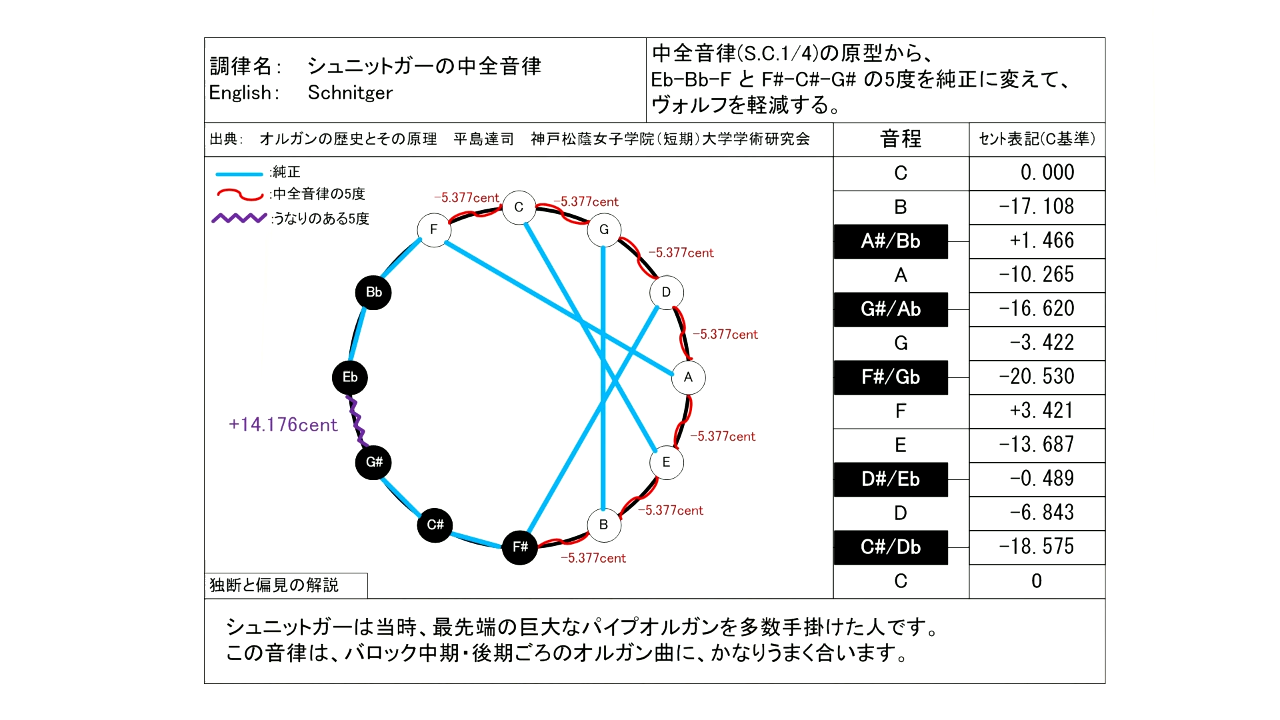 調律名： シュニットガーの中全音律
English： Schnitger
中全音律(S.C.1/4)の原型から、
Eb-Bb-F と F#-C#-G# の5度を純正に変えて、
ヴォルフを軽減する。
出典： オルガンの歴史とその原理 平島達司 神戸松蔭女子学院(短期)大学学術研究会
音程 セント表記(C基準)
:純正
:中全音律の5度
:うなりのある5度
-5.377cent
-5.377cent
C
F
G
-5.377cent
Bb
D
-5.377cent
Eb
A
+14.176cent
-5.377cent
G#
E
-5.377cent
C#
B
F#
-5.377cent
C 0.000
B -17.108
A#/Bb +1.466
A -10.265
G#/Ab -16.620
G -3.422
F#/Gb -20.530
F +3.421
E -13.687
D#/Eb -0.489
D -6.843
C#/Db -18.575
C 0
独断と偏見の解説
シュニットガーは当時、最先端の巨大なパイプオルガンを多数手掛けた人です。
この音律は、バロック中期・後期ごろのオルガン曲に、かなりうまく合います。